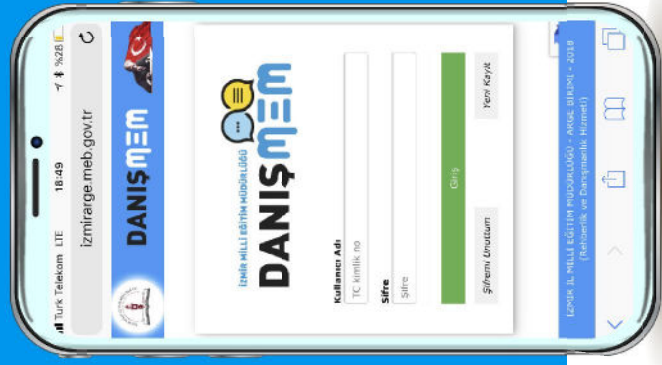 Turk Telekom LTE 18:49 %28
izmirarge.meb.gov.tr
DANIŞMEM
İZMİR MİLLİ EĞİTİM MÜDÜRLÜĞÜ
DANIŞMEM
Kullanıcı Adı
TC kimlik no
Sifre
Şifre
Giriş
Şifremi Unuttum Yeni Kayıt
İZMİR İL MİLLİ EĞİTİM MÜDÜRLÜĞÜ - ARGE BİRİMİ - 2018
(Rehberlik ve Danışmanlık Hizmeti)